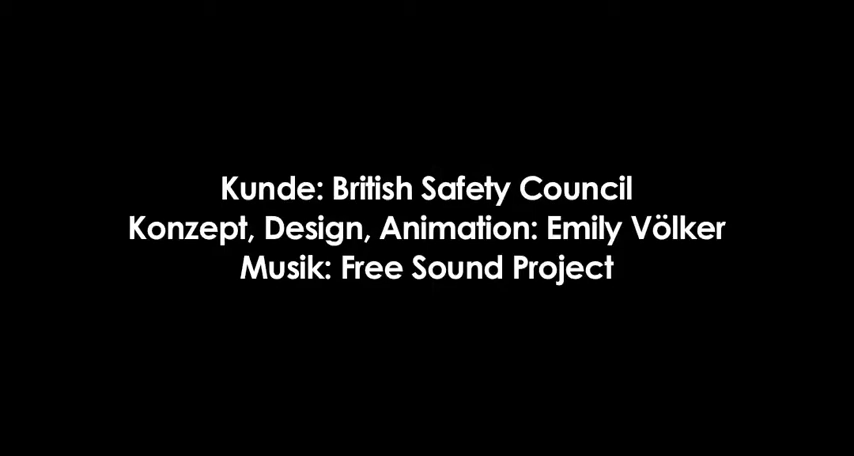 Kunde: British Safety Council
Konzept, Design, Animation: Emily Völker
Musik: Free Sound Project